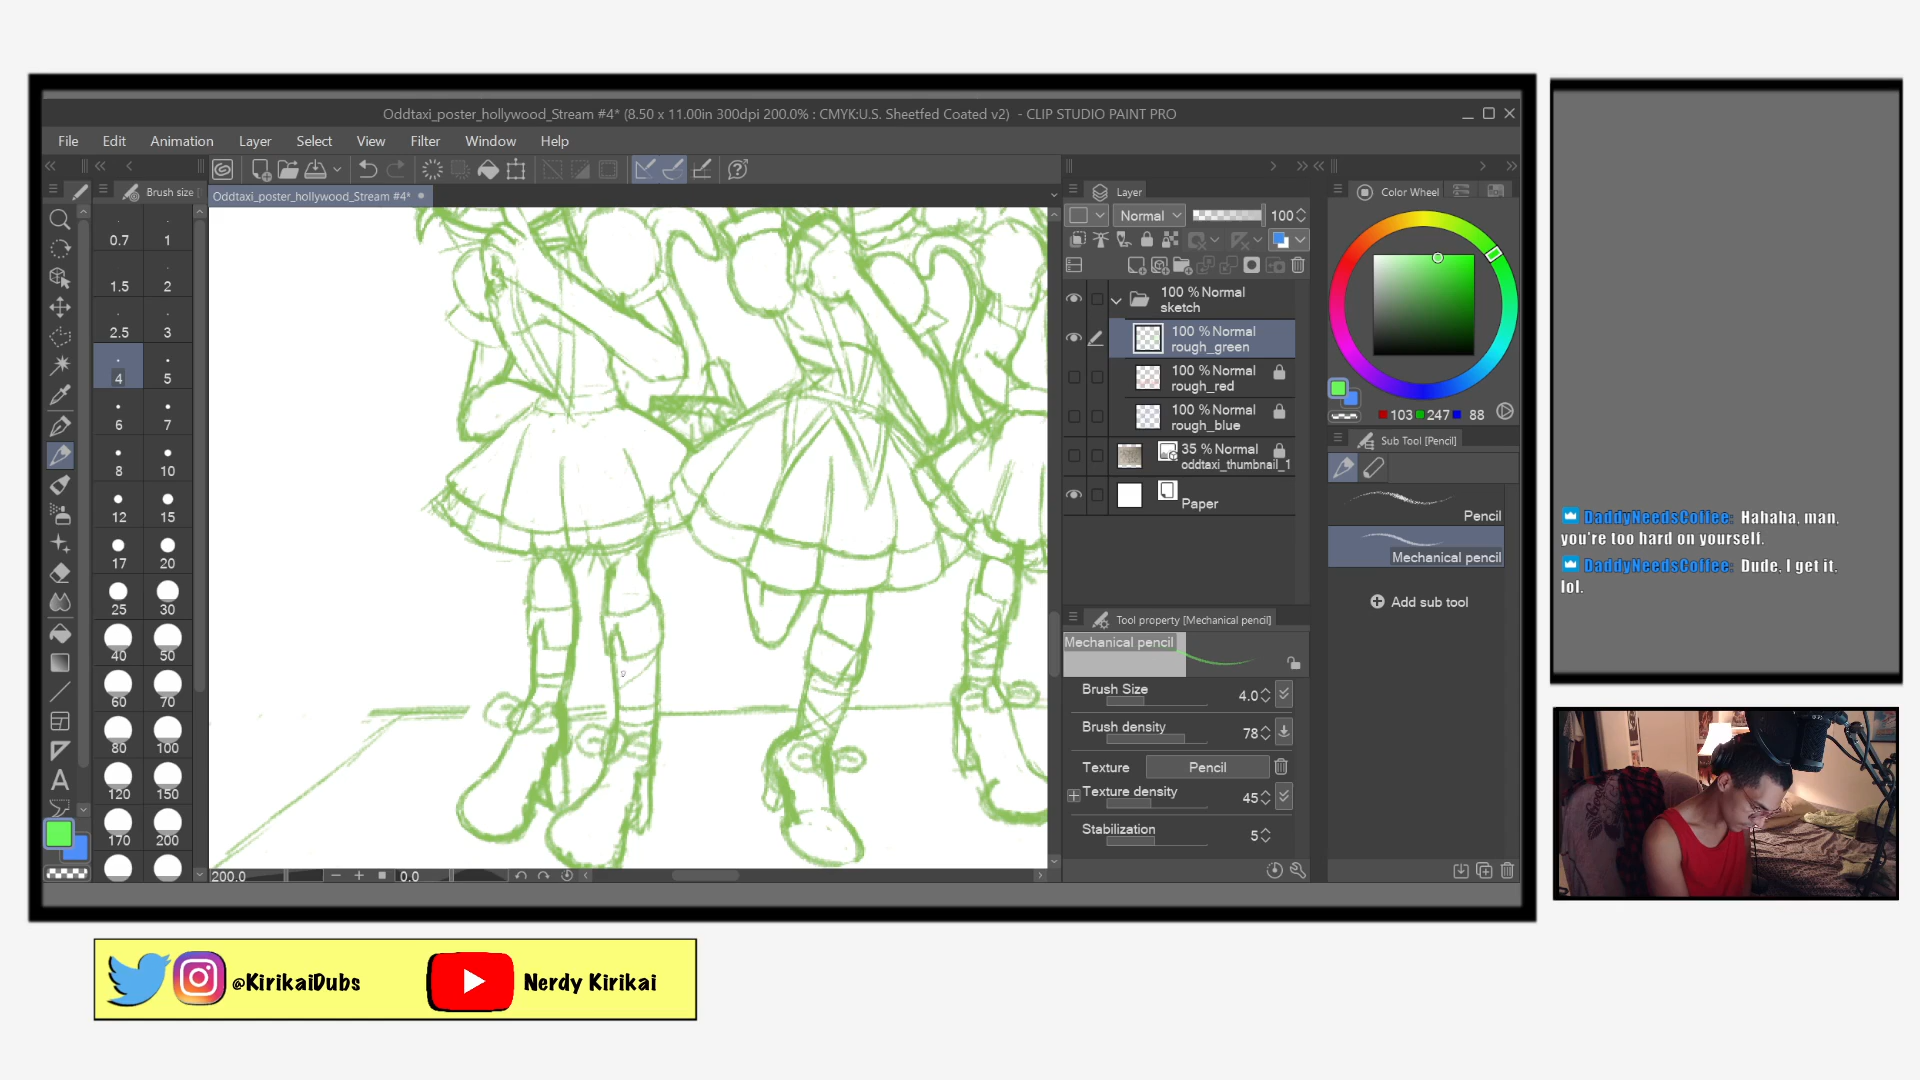 Oddtaxi_poster_hollywood_Stream #4* (8.50 x 11.00in 300dpi 200.0% : CMYK:U.S. Sheetfed Coated v2) - CLIP STUDIO PAINT PRO
File Edit Animation Layer Select View Filter Window Help
Brush size
Oddtaxi_poster_hollywood_Stream #4*
0.7 1
1.5 2
2.5 3
4 5
6 7
8 10
12 15
17 20
25 30
40 50
60 70
80 100
120 150
170 200
200.0 0.0
Layer
Normal 100
100 % Normal
sketch
100 % Normal
rough_green
100 % Normal
rough_red
100 % Normal
rough_blue
35 % Normal
oddtaxi_thumbnail_1
Paper
Tool property [Mechanical pencil]
Mechanical pencil
Brush Size 4.0
Brush density 78
Texture Pencil
Texture density 45
Stabilization 5
Color Wheel
103 247 88
Sub Tool [Pencil]
Pencil
Mechanical pencil
Add sub tool
DaddyNeedsCoffee: Hahaha, man,
you're too hard on yourself.
DaddyNeedsCoffee: Dude, I get it,
lol.
@KirikaiDubs
Nerdy Kirikai